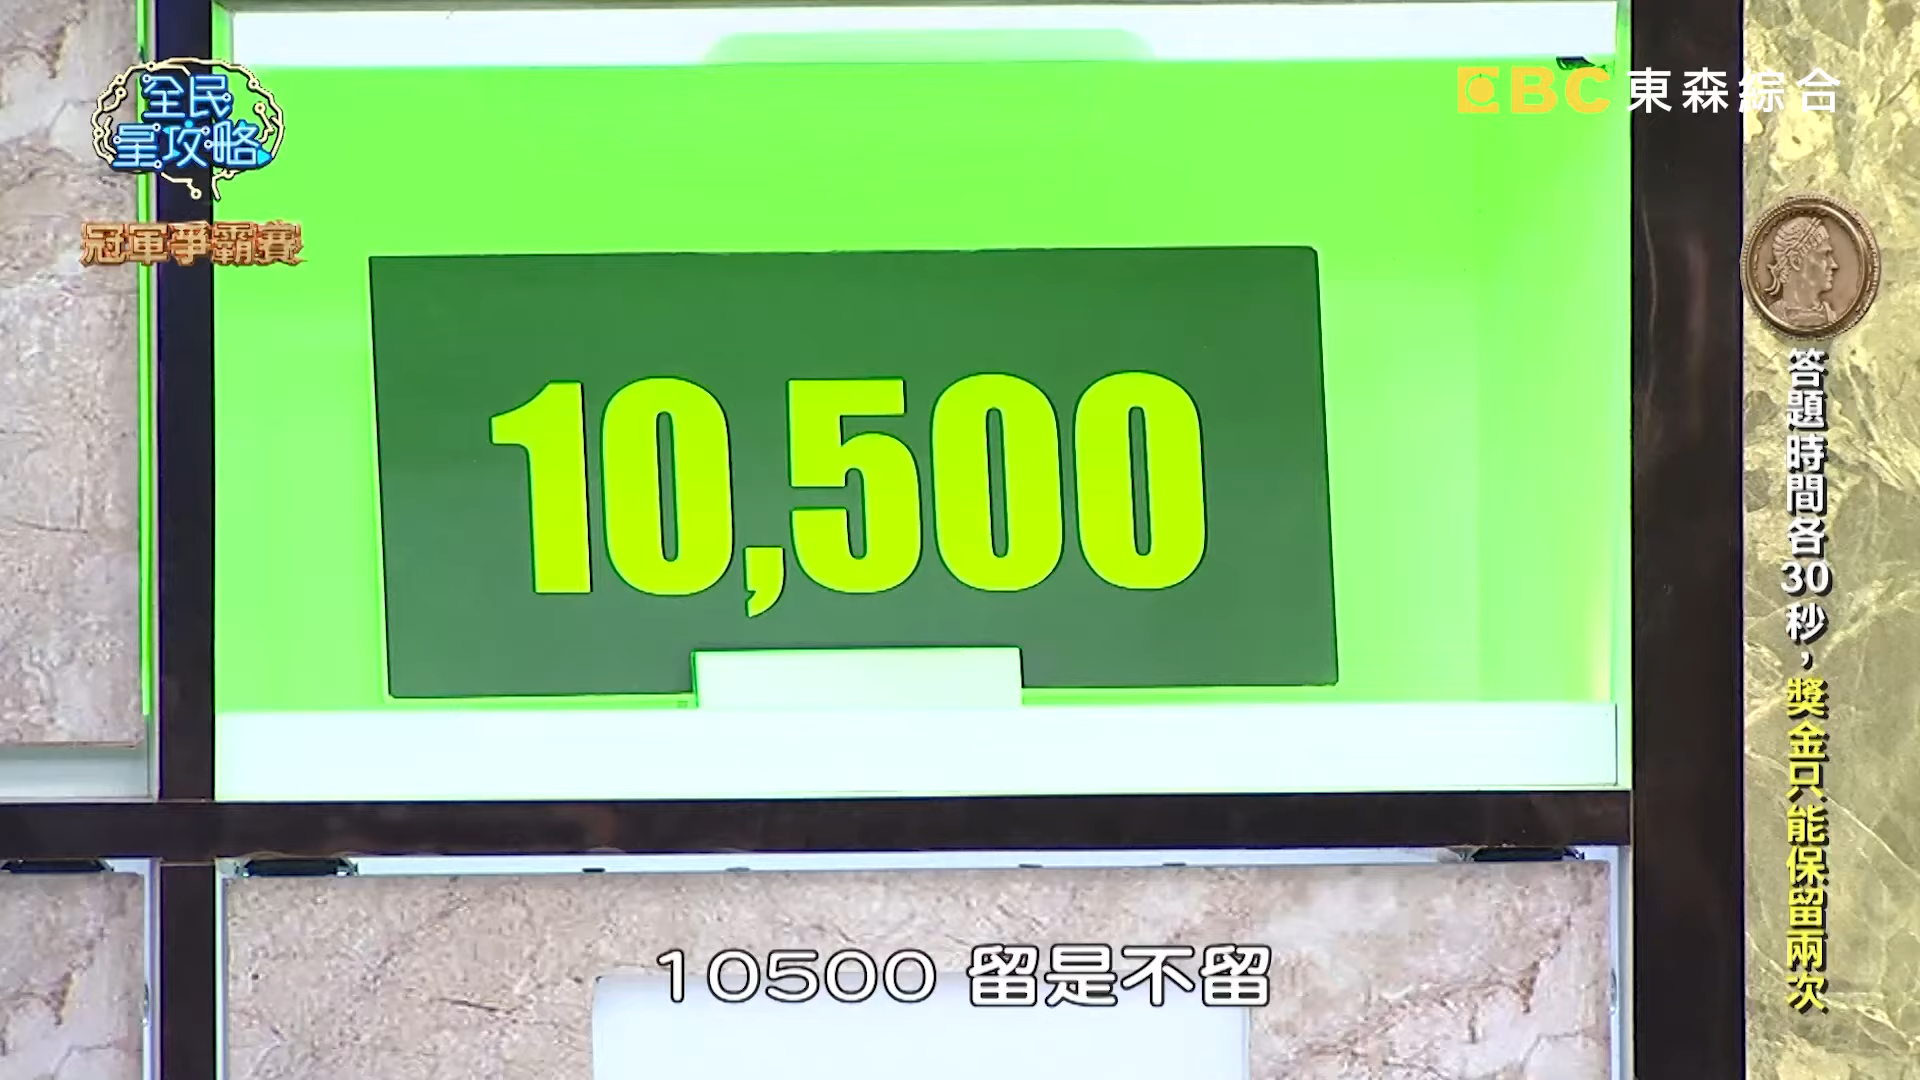 全民
星攻略
冠軍爭霸賽
EBC 東森綜合
10,500
答題時間各30秒，獎金只能保留兩次
10500 留是不留